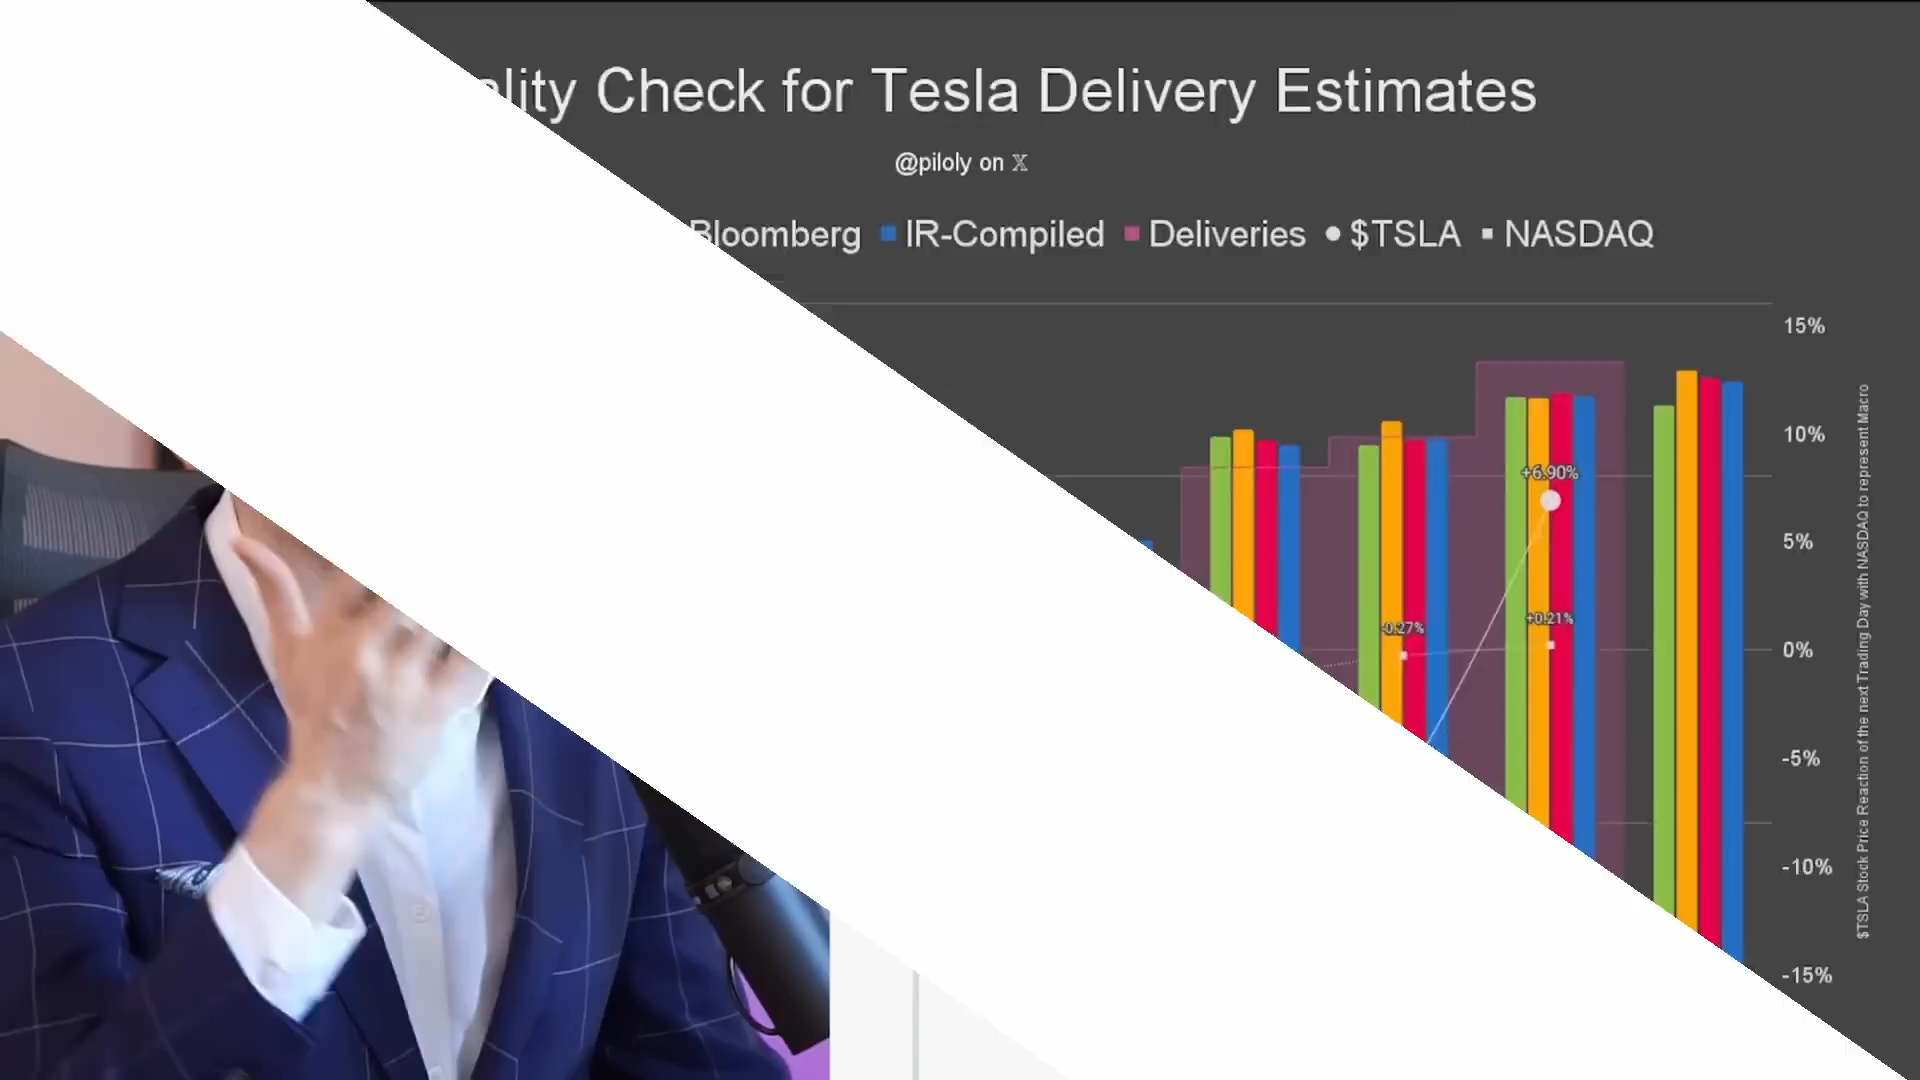 ality Check for Tesla Delivery Estimates
@piloly on 𝕏
Bloomberg IR-Compiled Deliveries $TSLA NASDAQ
15%
10%
5%
0%
-5%
-10%
-15%
+6.90%
-0.27%
+0.21%
$TSLA Stock Price Reaction of the next Trading Day with NASDAQ to represent Macro